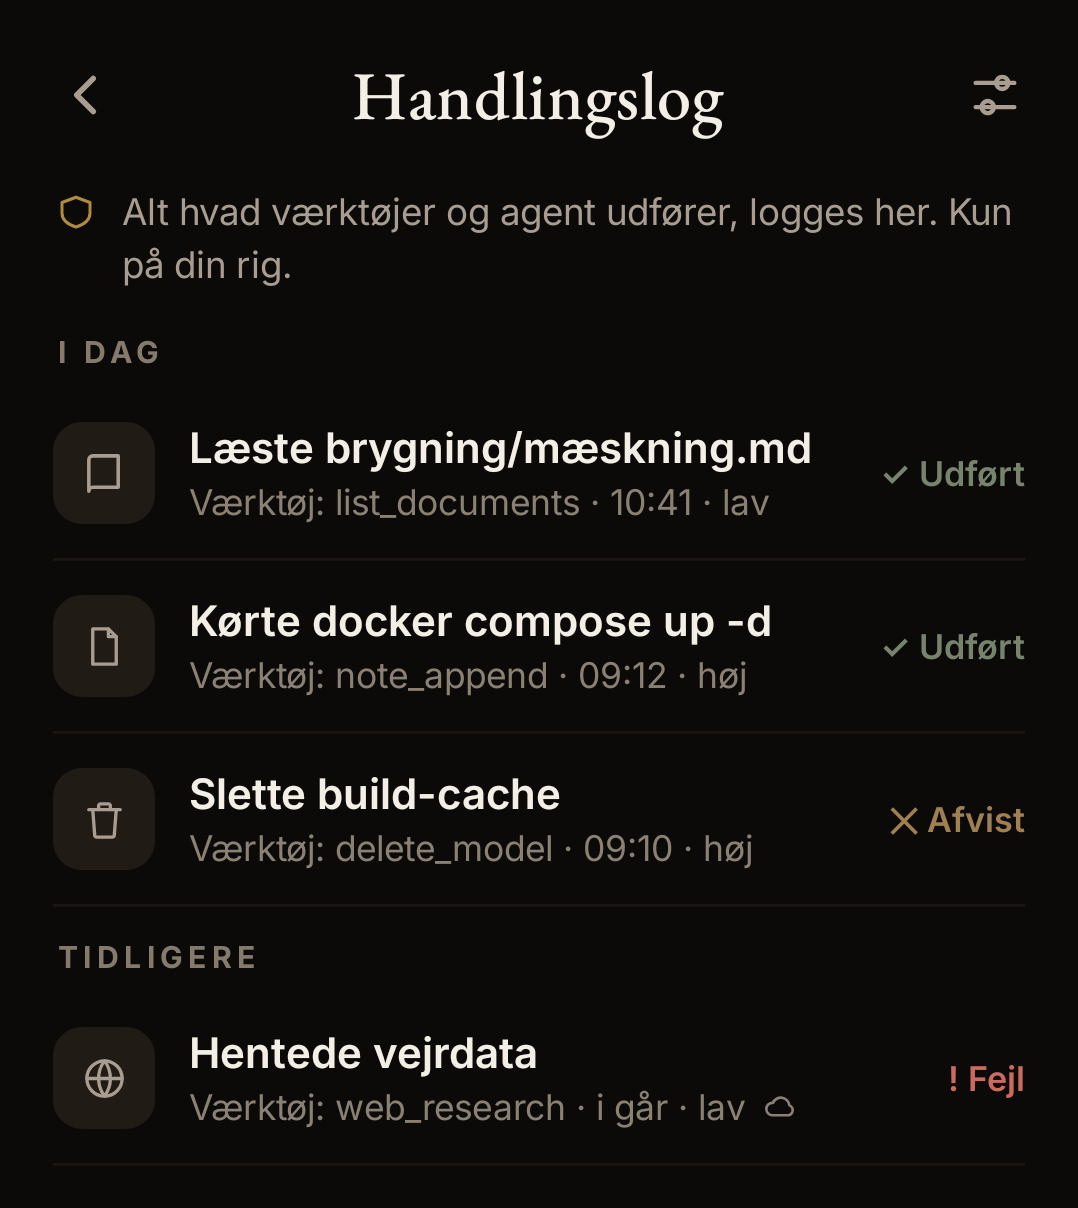 Handlingslog
Alt hvad værktøjer og agent udfører, logges her. Kun
på din rig.
I DAG
Læste brygning/mæskning.md
Værktøj: list_documents · 10:41 · lav
✓ Udført
Kørte docker compose up -d
Værktøj: note_append · 09:12 · høj
✓ Udført
Slette build-cache
Værktøj: delete_model · 09:10 · høj
✕ Afvist
TIDLIGERE
Hentede vejrdata
Værktøj: web_research · i går · lav
! Fejl